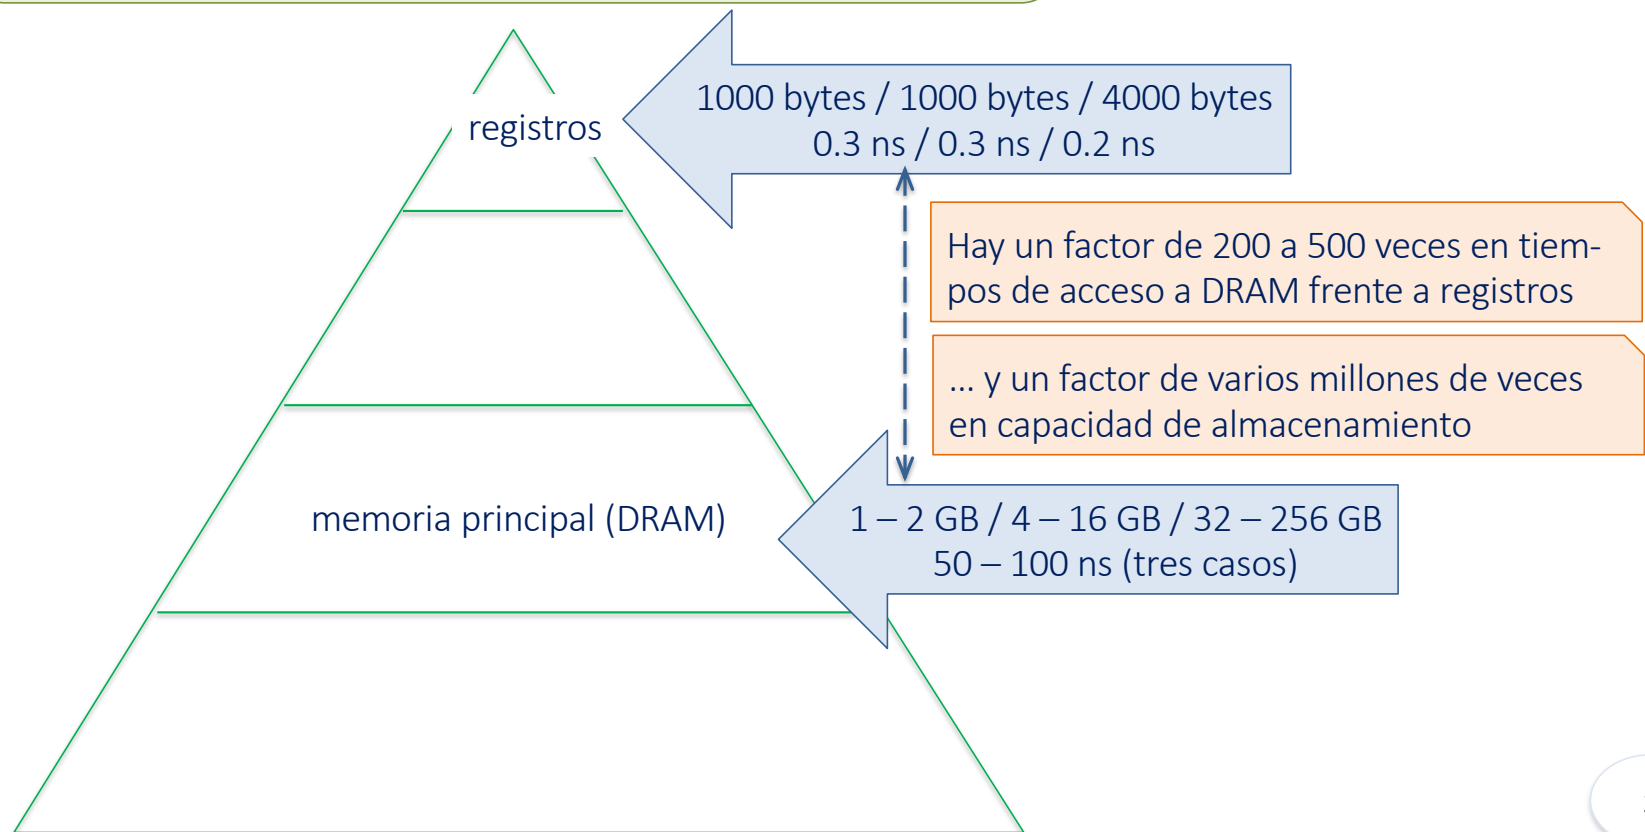 registros
1000 bytes / 1000 bytes / 4000 bytes
0.3 ns / 0.3 ns / 0.2 ns
Hay un factor de 200 a 500 veces en tiem-
pos de acceso a DRAM frente a registros
... y un factor de varios millones de veces
en capacidad de almacenamiento
memoria principal (DRAM)
1 – 2 GB / 4 – 16 GB / 32 – 256 GB
50 – 100 ns (tres casos)